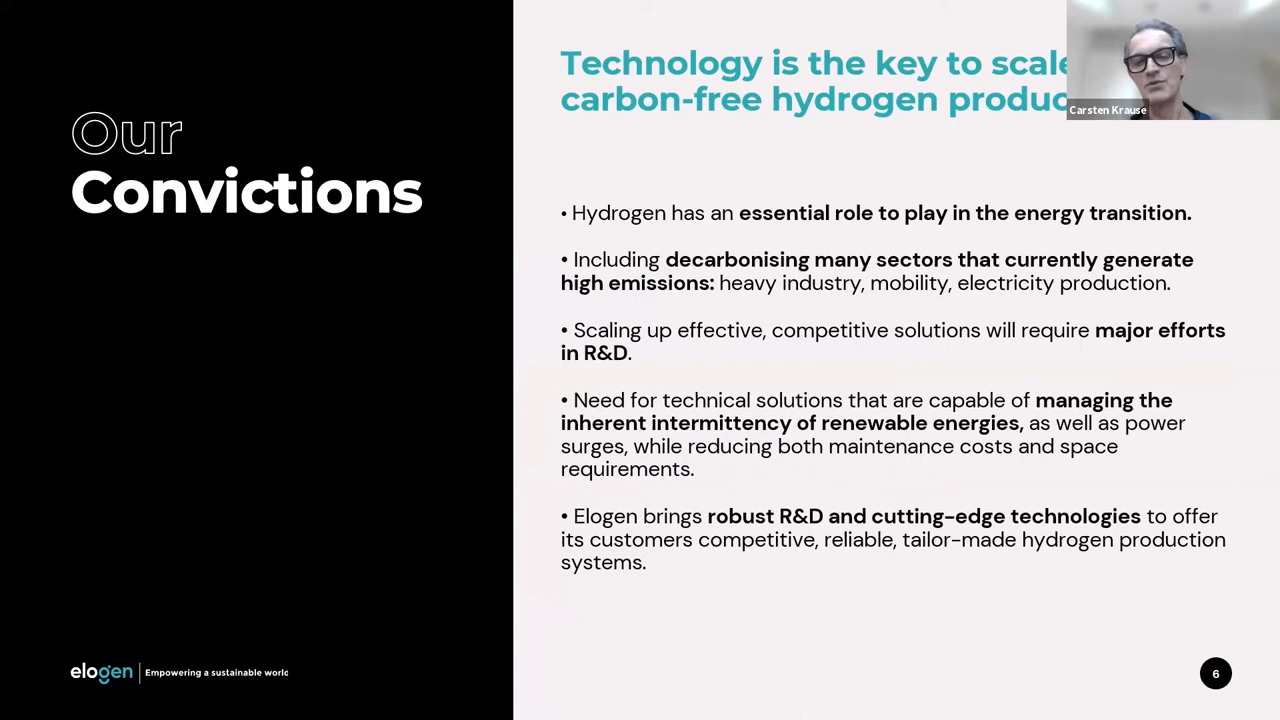 Our
Convictions
Technology is the key to scale
carbon-free hydrogen
Carsten Krause
• Hydrogen has an essential role to play in the energy transition.
• Including decarbonising many sectors that currently generate
high emissions: heavy industry, mobility, electricity production.
• Scaling up effective, competitive solutions will require major efforts
in R&D.
• Need for technical solutions that are capable of managing the
inherent intermittency of renewable energies, as well as power
surges, while reducing both maintenance costs and space
requirements.
• Elogen brings robust R&D and cutting-edge technologies to offer
its customers competitive, reliable, tailor-made hydrogen production
systems.
elogen
Empowering a sustainable world
6